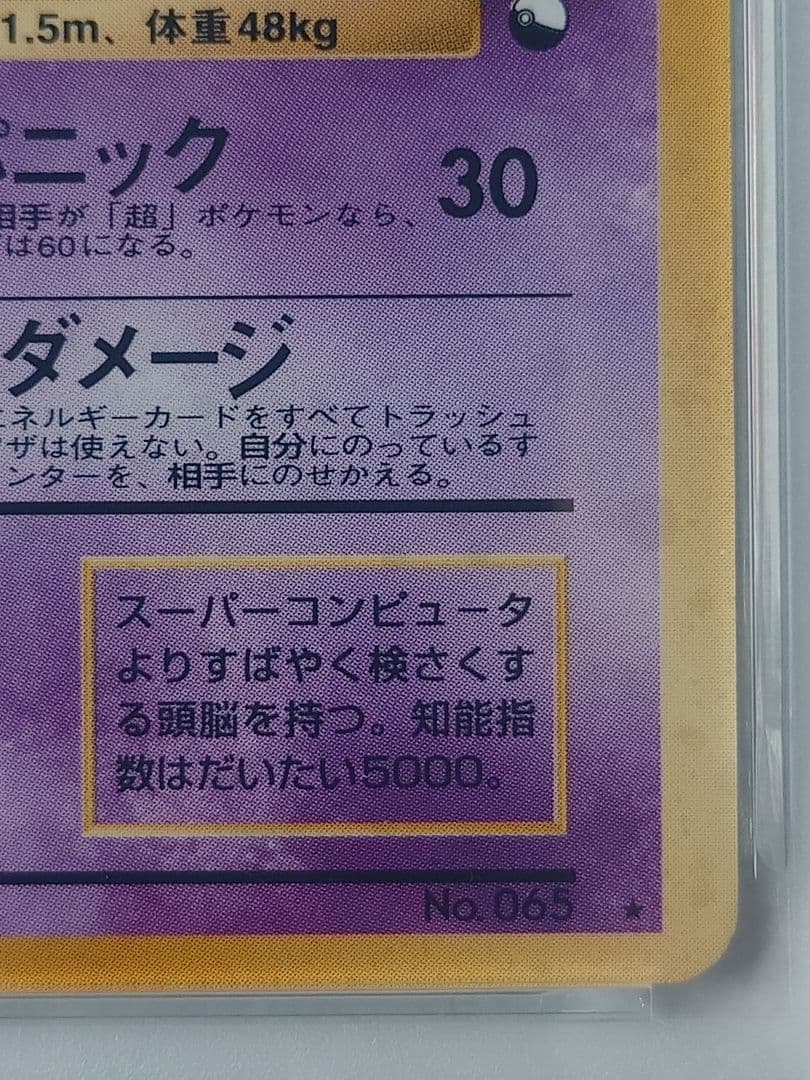 1.5m、体重48kg
ニック 30
相手が「超」ポケモンなら、
は60になる。
ダメージ
エネルギーカードをすべてトラッシュ
ワザは使えない。自分にのっているす
ンターを、相手にのせかえる。
スーパーコンピュータ
よりすばやく検さくす
る頭脳を持つ。知能指
数はだいたい5000。
No. 065 ★